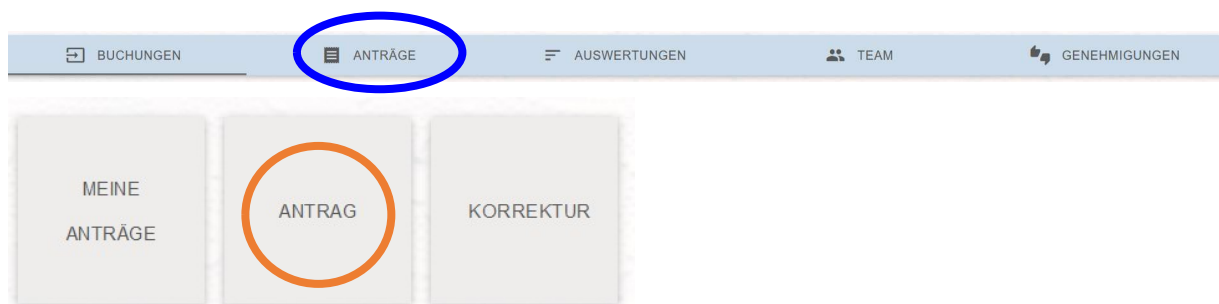 BUCHUNGEN ANTRÄGE AUSWERTUNGEN TEAM GENEHMIGUNGEN
MEINE
ANTRÄGE
ANTRAG
KORREKTUR